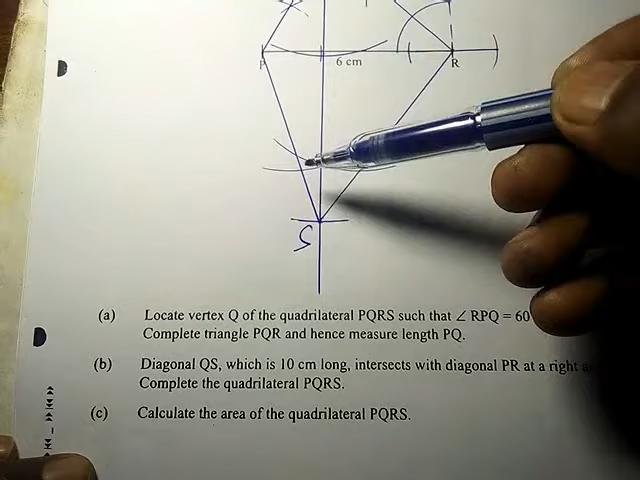 P
6 cm
R
S
(a) Locate vertex Q of the quadrilateral PQRS such that ∠ RPQ = 60
Complete triangle PQR and hence measure length PQ.
(b) Diagonal QS, which is 10 cm long, intersects with diagonal PR at a right
Complete the quadrilateral PQRS.
(c) Calculate the area of the quadrilateral PQRS.